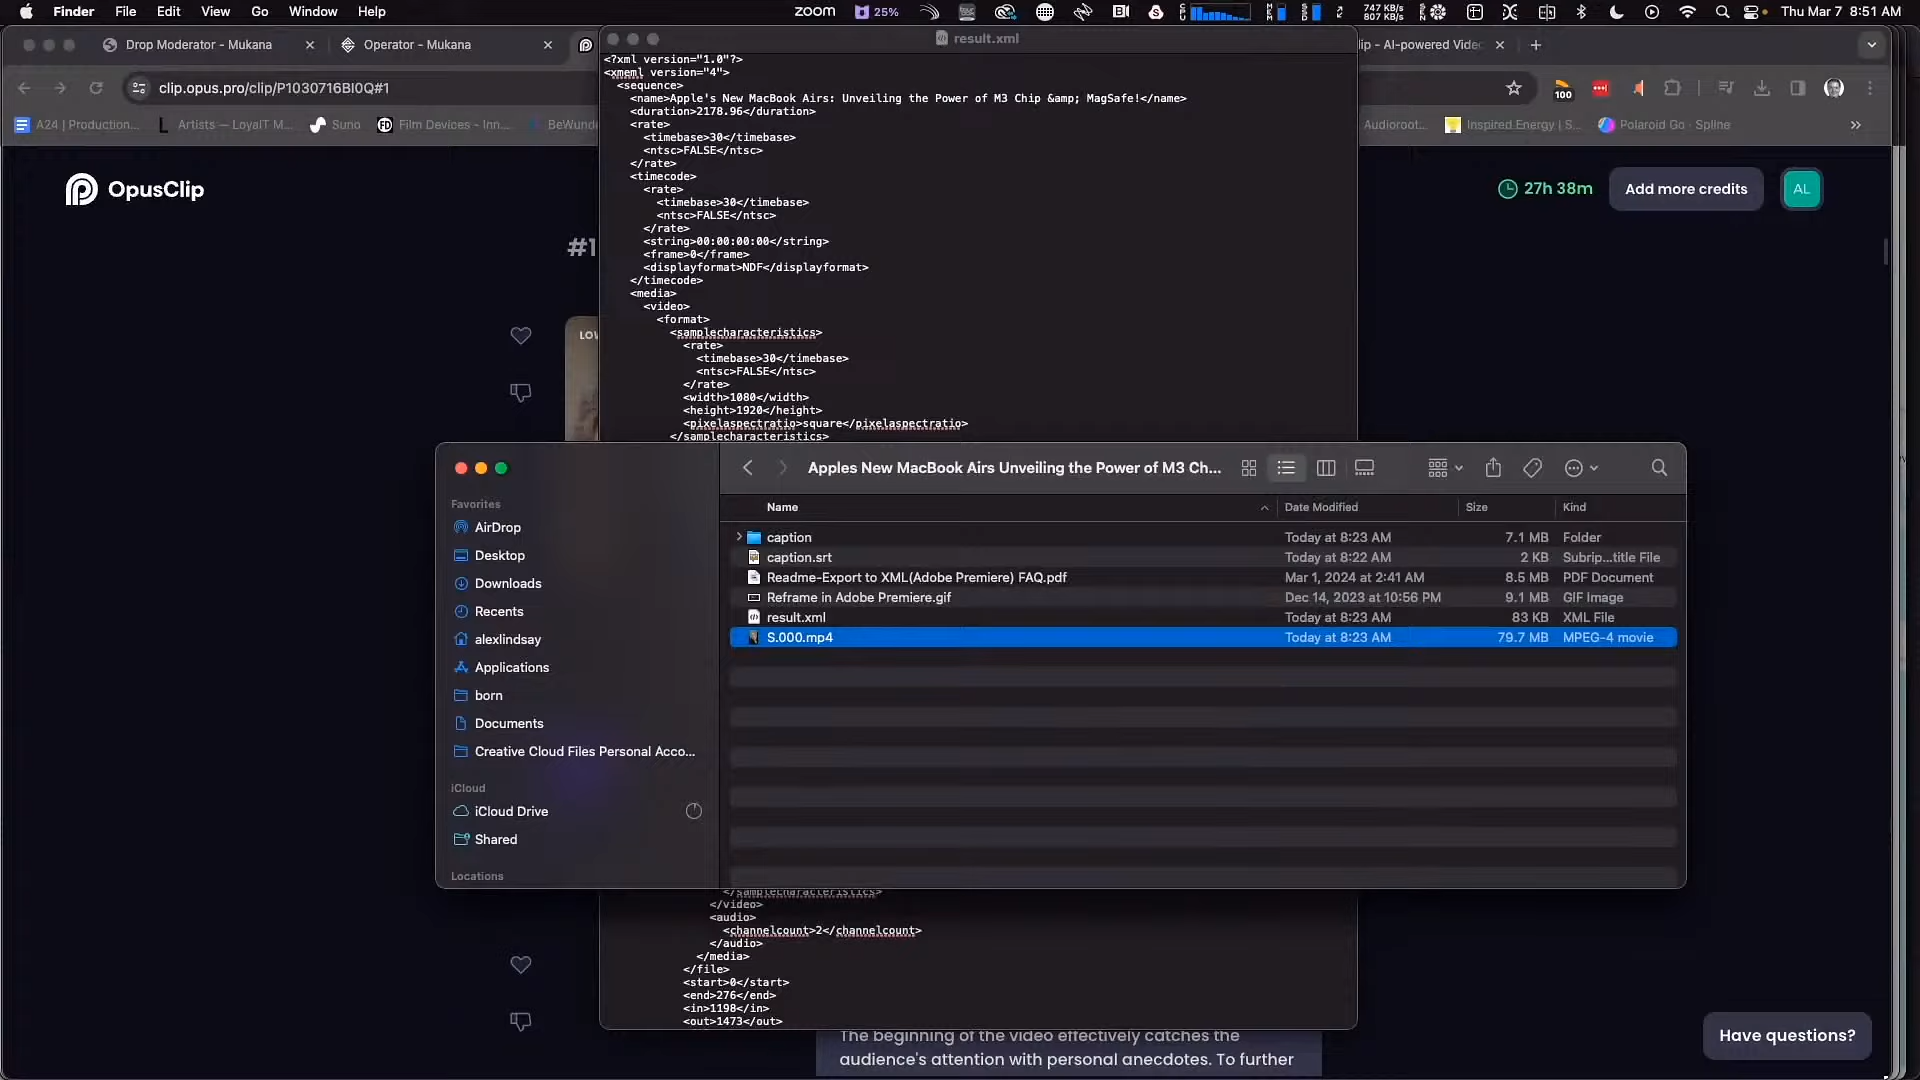 Finder File Edit View Go Window Help
zoom 25% 747 KB/s 807 KB/s Thu Mar 7 8:51 AM
Drop Moderator - Mukana
Operator - Mukana
result.xml
lip - AI-powered Vide
clip.opus.pro/clip/P1030716BI0Q#1
100
A24 | Production...
Artists — LoyalT M...
Suno
Film Devices - Inn...
BeWunde
Audioroot...
Inspired Energy | S...
Polaroid Go · Spline
OpusClip
27h 38m
Add more credits
AL
#1
LOW
<?xml version="1.0"?>
<xmeml version="4">
<sequence>
<name>Apple's New MacBook Airs: Unveiling the Power of M3 Chip &amp; MagSafe!</name>
<duration>2178.96</duration>
<rate>
<timebase>30</timebase>
<ntsc>FALSE</ntsc>
</rate>
<timecode>
<rate>
<timebase>30</timebase>
<ntsc>FALSE</ntsc>
</rate>
<string>00:00:00:00</string>
<frame>0</frame>
<displayformat>NDF</displayformat>
</timecode>
<media>
<video>
<format>
<samplecharacteristics>
<rate>
<timebase>30</timebase>
<ntsc>FALSE</ntsc>
</rate>
<width>1080</width>
<height>1920</height>
<pixelaspectratio>square</pixelaspectratio>
</samplecharacteristics>
Apples New MacBook Airs Unveiling the Power of M3 Ch...
Favorites
AirDrop
Desktop
Downloads
Recents
alexlindsay
Applications
born
Documents
Creative Cloud Files Personal Acco...
iCloud
iCloud Drive
Shared
Locations
Name Date Modified Size Kind
caption Today at 8:23 AM 7.1 MB Folder
caption.srt Today at 8:22 AM 2 KB Subrip...title File
Readme-Export to XML(Adobe Premiere) FAQ.pdf Mar 1, 2024 at 2:41 AM 8.5 MB PDF Document
Reframe in Adobe Premiere.gif Dec 14, 2023 at 10:56 PM 9.1 MB GIF Image
result.xml Today at 8:23 AM 83 KB XML File
S.000.mp4 Today at 8:23 AM 79.7 MB MPEG-4 movie
</samplecharacteristics>
</video>
<audio>
<channelcount>2</channelcount>
</audio>
</media>
</file>
<start>0</start>
<end>276</end>
<in>1198</in>
<out>1473</out>
The beginning of the video effectively catches the
audience's attention with personal anecdotes. To further
Have questions?